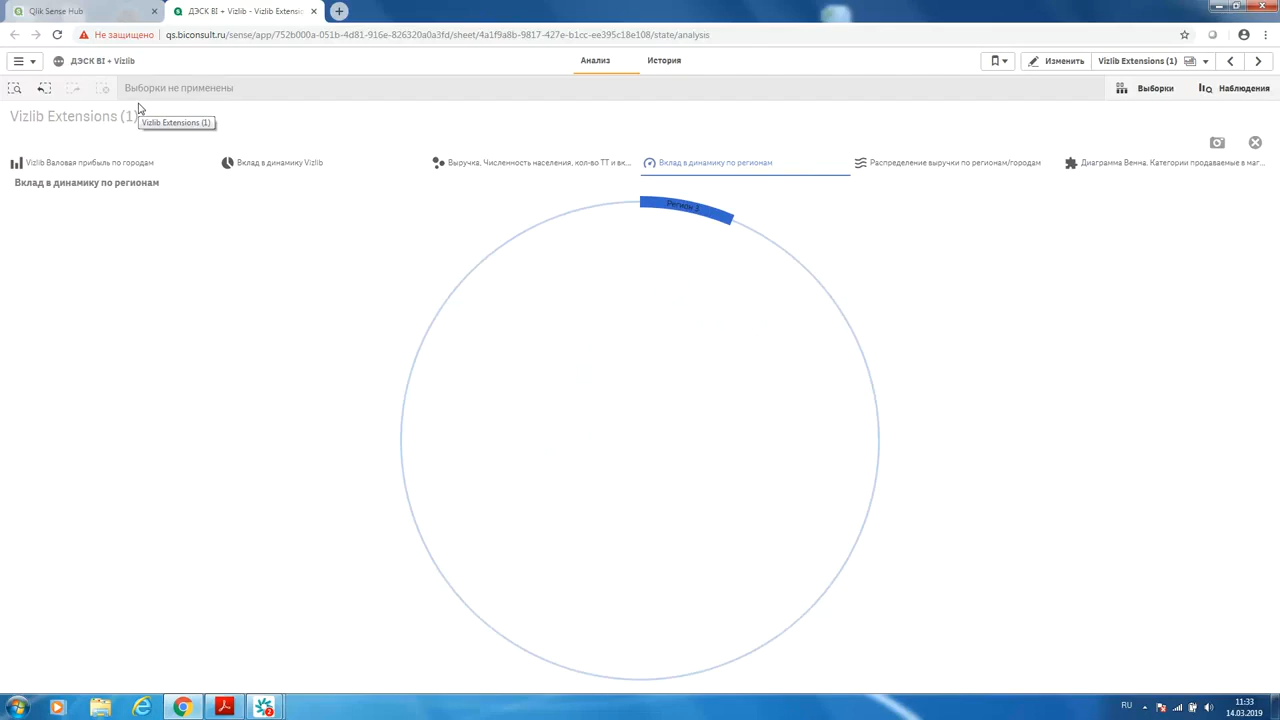 Qlik Sense Hub
ДЭСК BI + Vizlib - Vizlib Extensio
Не защищено
qs.biconsult.ru/sense/app/752b000a-051b-4d81-916e-826320a0a3fd/sheet/4a1f9a8b-9817-427e-b1cc-ee395c18e108/state/analysis
ДЭСК BI + Vizlib
Анализ
История
Изменить
Vizlib Extensions (1)
Выборки не применены
Выборки
Наблюдения
Vizlib Extensions (1)
Vizlib Extensions (1)
Vizlib Валовая прибыль по городам
Вклад в динамику Vizlib
Выручка, Численность населения, кол-во ТТ и вк...
Вклад в динамику по регионам
Распределение выручки по регионам/городам
Диаграмма Венна. Категории продаваемые в маг...
Вклад в динамику по регионам
Регион 3
RU
11:33
14.03.2019